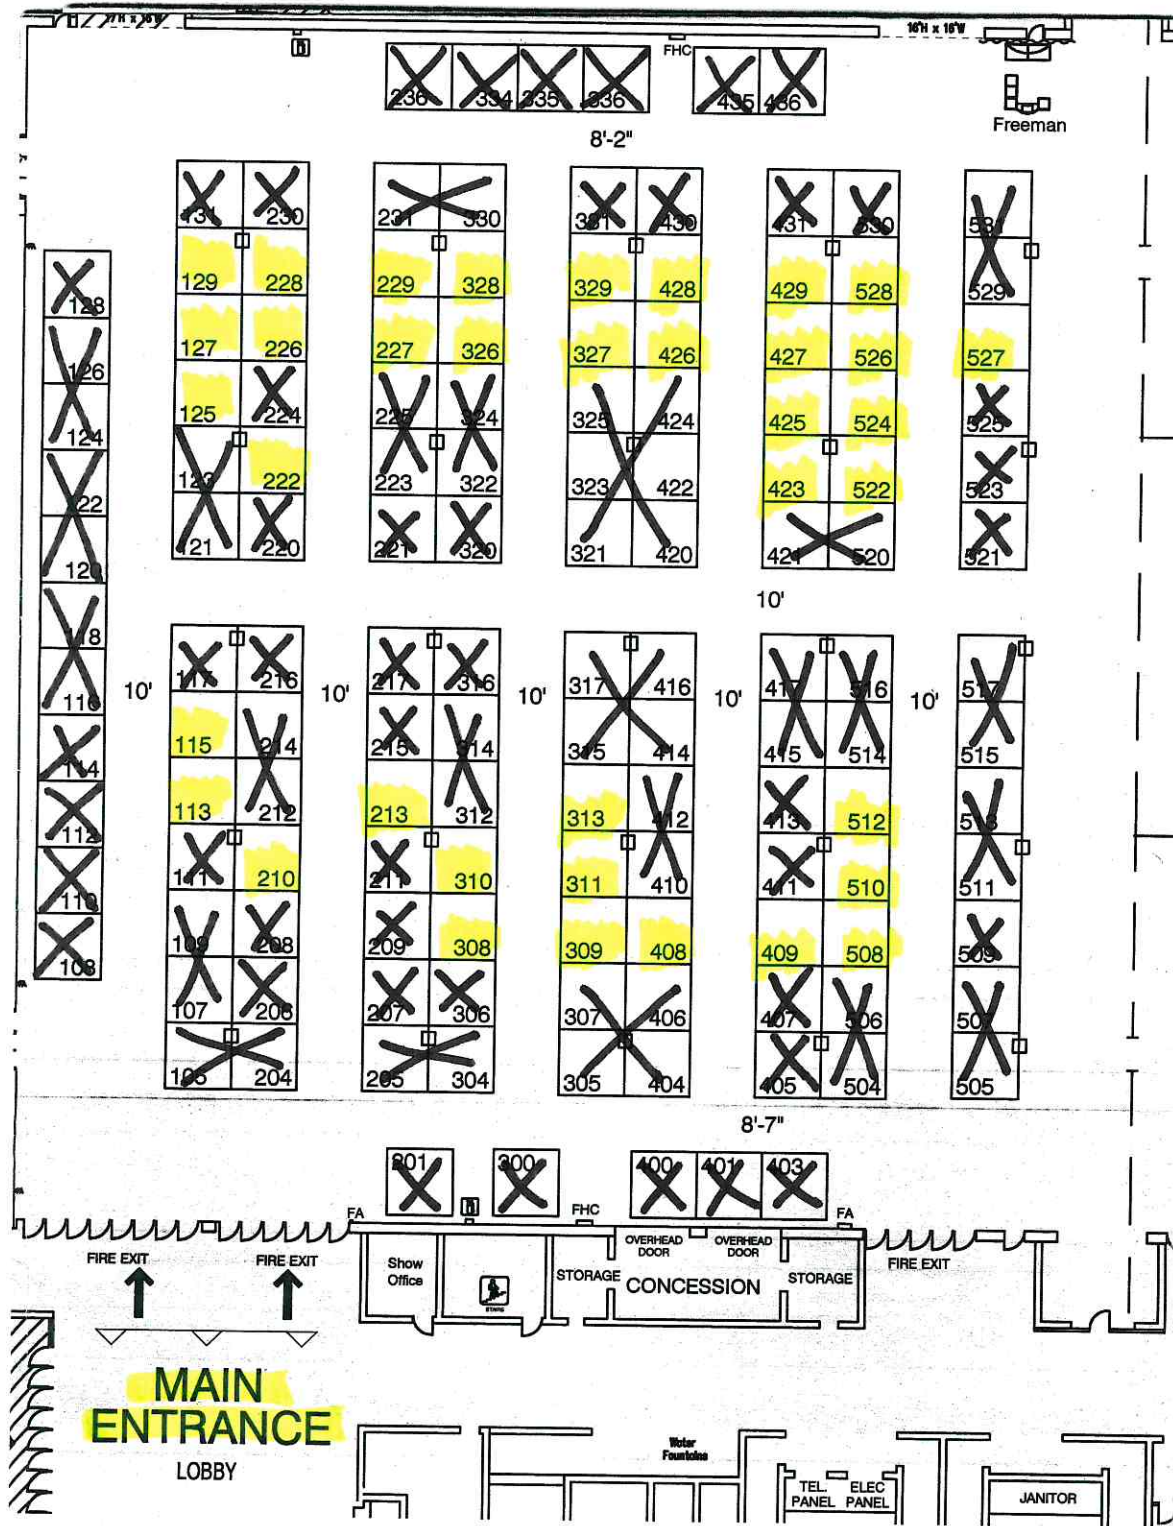 16'H x 16'W
FHC
236 334 335 336 435 436
Freeman
8'-2"
131 230 231 330 331 430 431 530 531
129 228 229 328 329 428 429 528 529
128
127 226 227 326 327 426 427 526 527
126
125 224 225 324 325 424 425 524 525
124
123 222 223 322 323 422 423 522 523
122
121 220 221 320 321 420 421 520 521
120
10'
118
117 216 217 316 317 416 417 516 517
116
10' 10' 10' 10' 10'
115 214 215 314 315 414 415 514 515
114
113 212 213 312 313 412 413 512 513
112
111 210 211 310 311 410 411 510 511
110
109 208 209 308 309 408 409 508 509
108
107 206 207 306 307 406 407 506 507
105 204 205 304 305 404 405 504 505
8'-7"
201 300 400 401 403
FA FHC FA
FIRE EXIT FIRE EXIT
Show
Office
STAIRS
STORAGE
OVERHEAD
DOOR
OVERHEAD
DOOR
CONCESSION
STORAGE
FIRE EXIT
MAIN
ENTRANCE
LOBBY
Water
Fountains
TEL.
PANEL
ELEC
PANEL
JANITOR